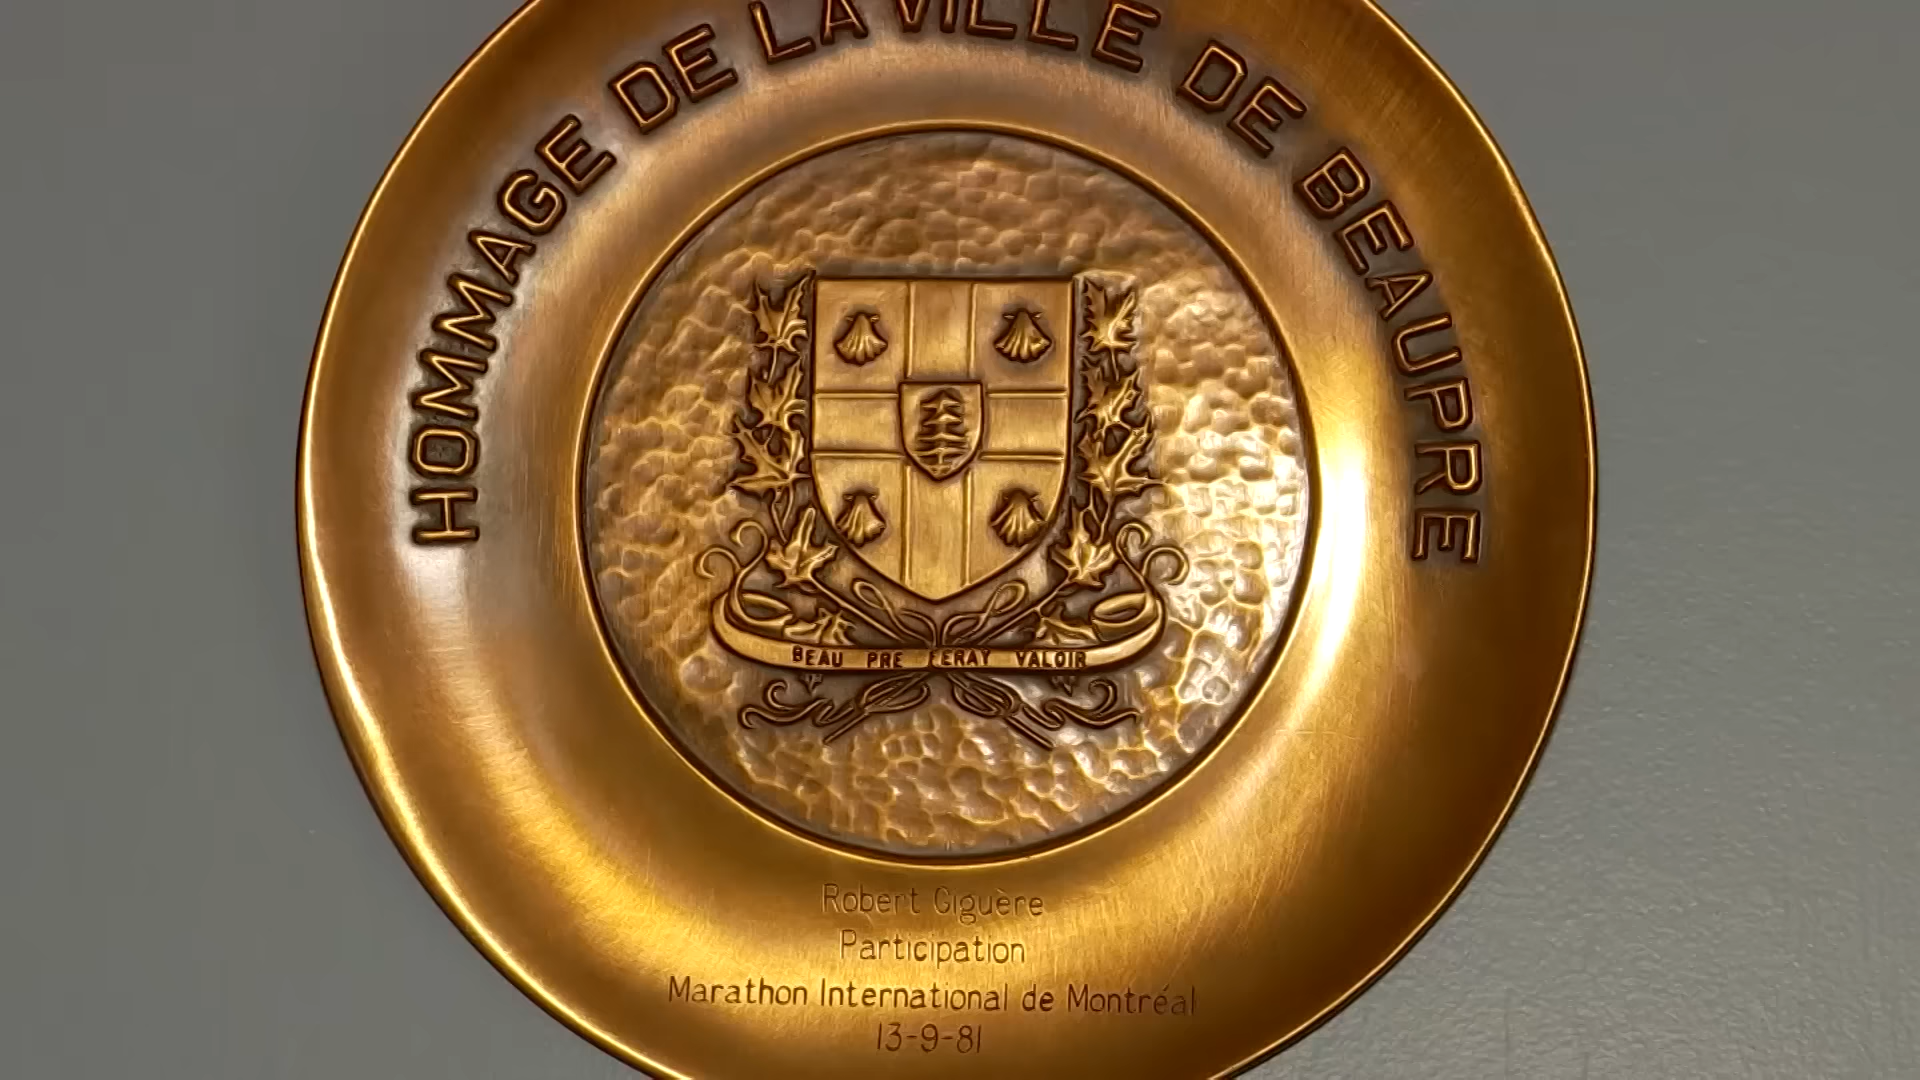 HOMMAGE DE LA VILLE DE BEAUPRE
BEAU PRE FERAY VALOIR
Robert Giguère
Participation
Marathon International de Montréal
13-9-81